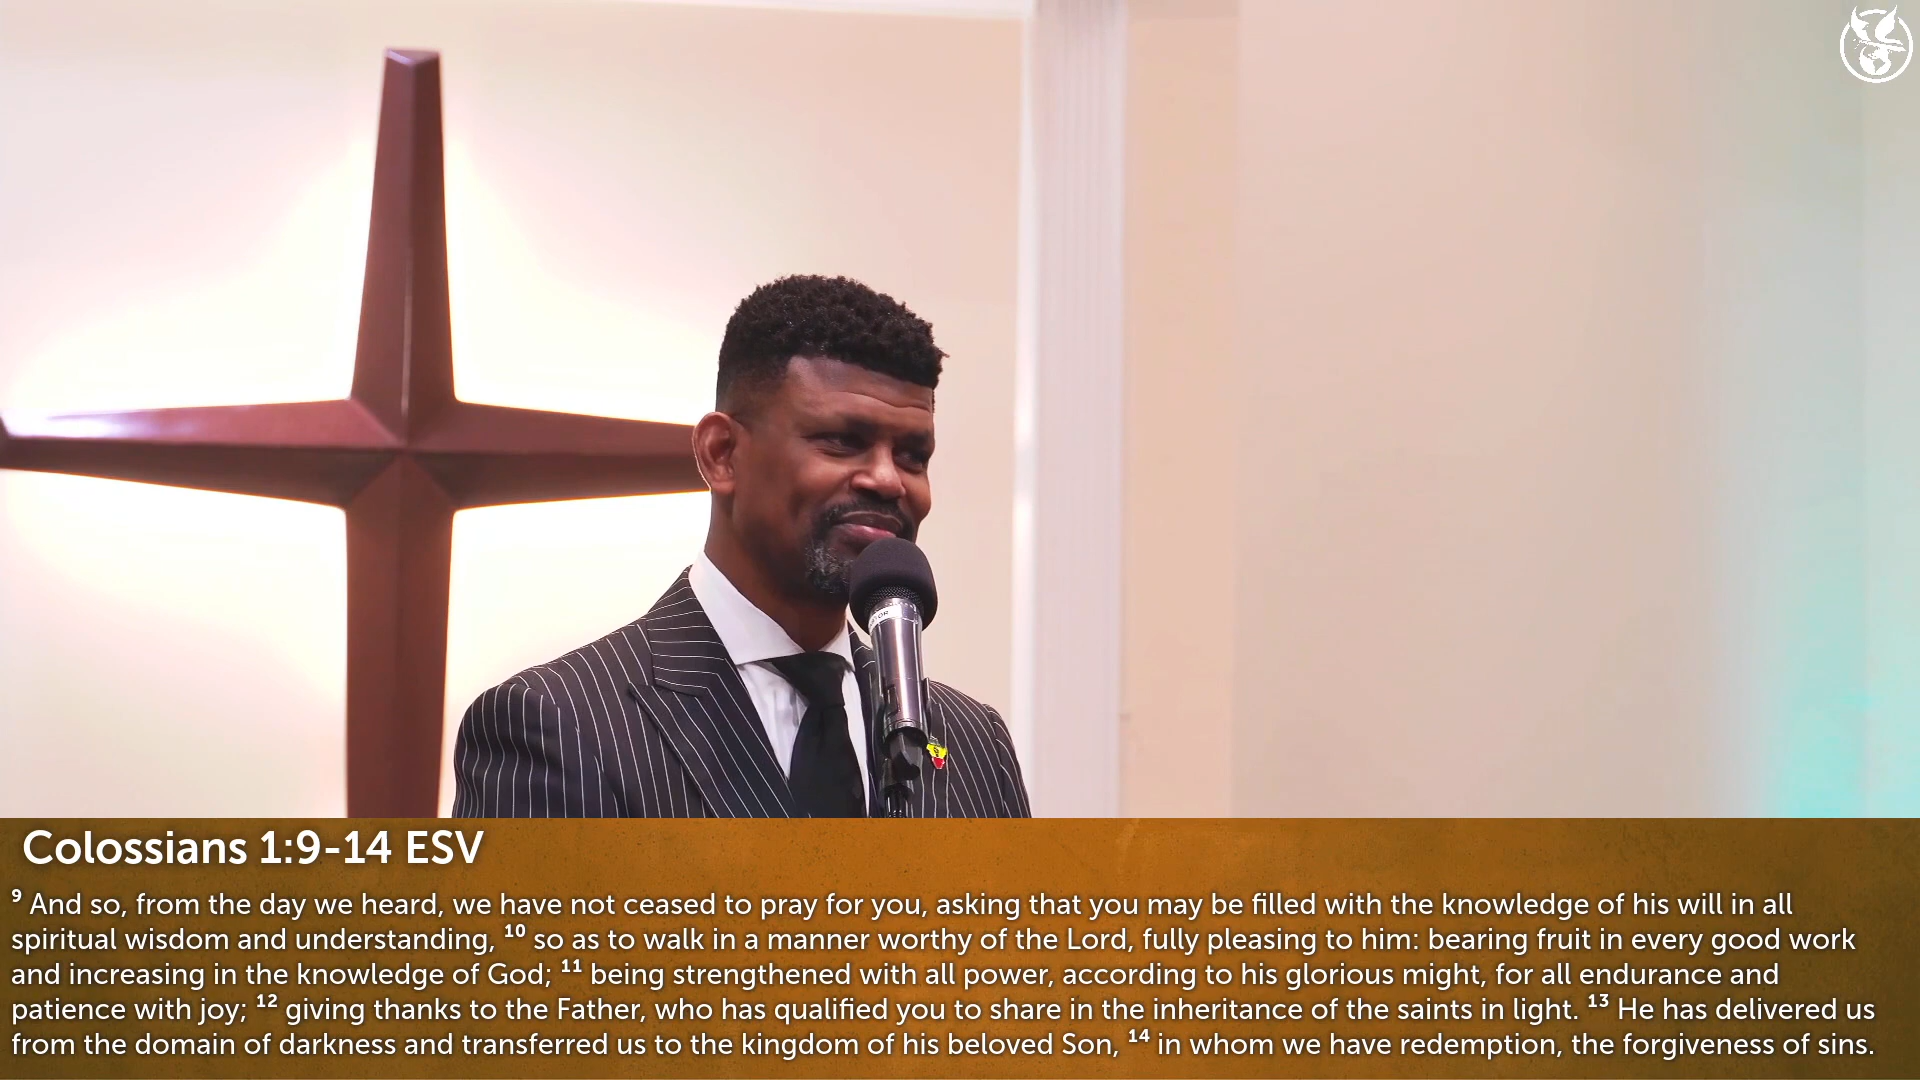 Colossians 1:9-14 ESV
⁹ And so, from the day we heard, we have not ceased to pray for you, asking that you may be filled with the knowledge of his will in all
spiritual wisdom and understanding, ¹⁰ so as to walk in a manner worthy of the Lord, fully pleasing to him: bearing fruit in every good work
and increasing in the knowledge of God; ¹¹ being strengthened with all power, according to his glorious might, for all endurance and
patience with joy; ¹² giving thanks to the Father, who has qualified you to share in the inheritance of the saints in light. ¹³ He has delivered us
from the domain of darkness and transferred us to the kingdom of his beloved Son, ¹⁴ in whom we have redemption, the forgiveness of sins.